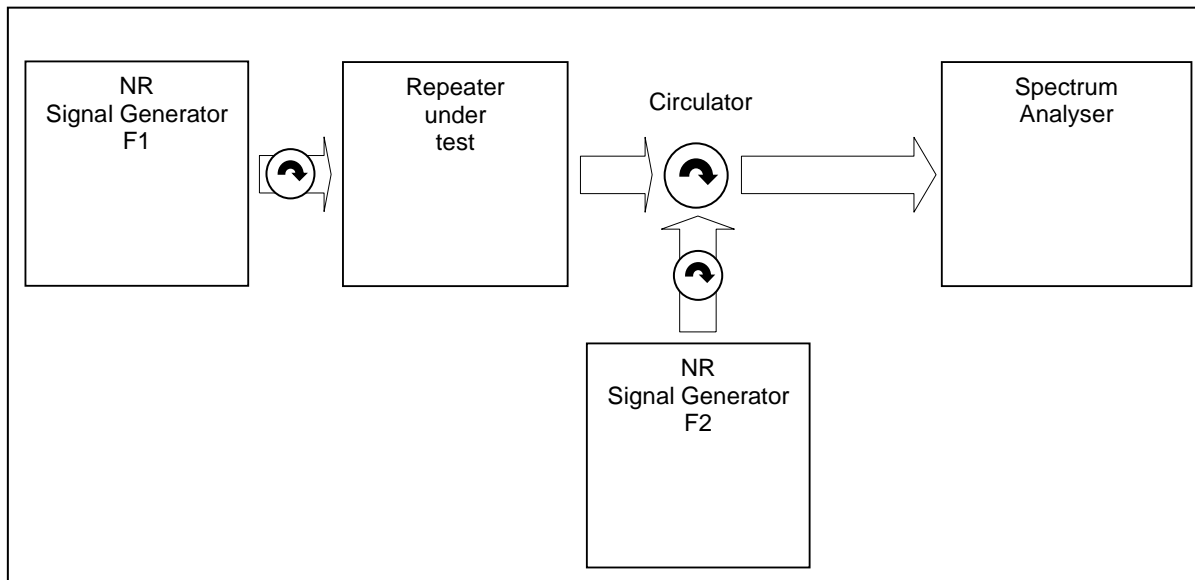 NR
Signal Generator
F1
Repeater
under
test
Circulator
Spectrum
Analyser
NR
Signal Generator
F2